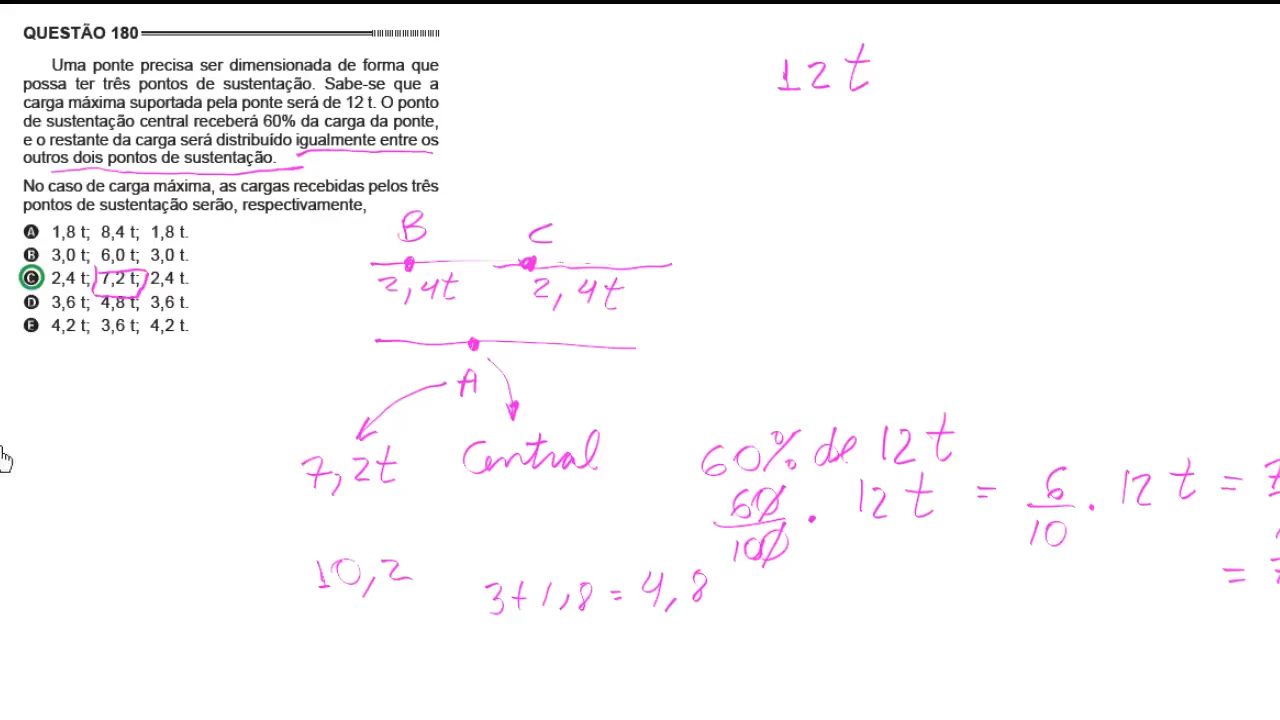 QUESTÃO 180
Uma ponte precisa ser dimensionada de forma que
possa ter três pontos de sustentação. Sabe-se que a
carga máxima suportada pela ponte será de 12 t. O ponto
de sustentação central receberá 60% da carga da ponte,
e o restante da carga será distribuído igualmente entre os
outros dois pontos de sustentação.
No caso de carga máxima, as cargas recebidas pelos três
pontos de sustentação serão, respectivamente,
A 1,8 t; 8,4 t; 1,8 t.
B 3,0 t; 6,0 t; 3,0 t.
C 2,4 t; 7,2 t; 2,4 t.
D 3,6 t; 4,8 t; 3,6 t.
E 4,2 t; 3,6 t; 4,2 t.
12 t
B C
2,4t 2,4t
A
7,2t Central
60% de 12 t
60/100 · 12 t = 6/10 · 12 t = 7
= 7
10,2 3+1,8 = 4,8